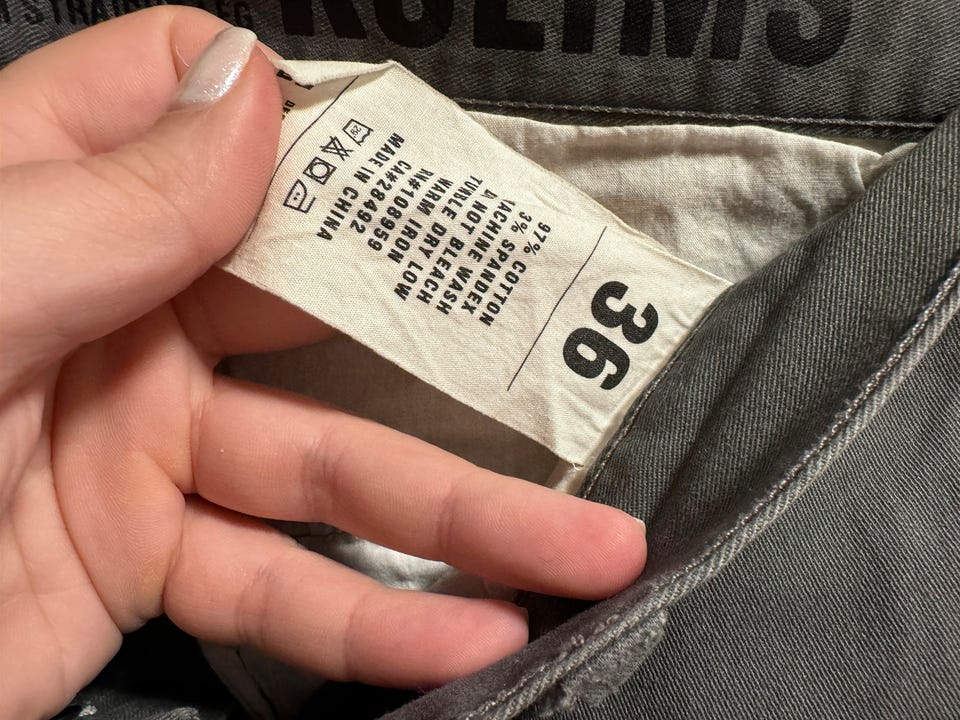 STRAIGHT LEG
36
97% COTTON
3% SPANDEX
MACHINE WASH
DO NOT BLEACH
TUMBLE DRY LOW
WARM IRON
RN#108959
CA#28492
MADE IN CHINA